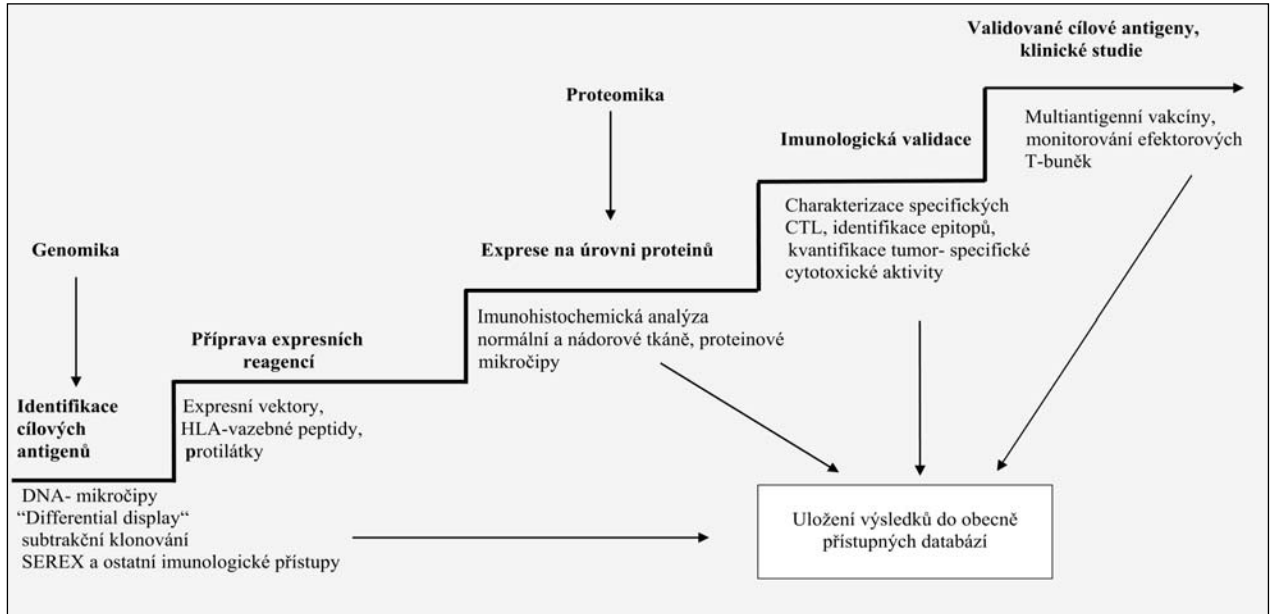 Genomika
Identifikace
cílových
antigenů
DNA- mikročipy
“Differential display“
subtrakční klonování
SEREX a ostatní imunologické přístupy
Příprava expresních
reagencí
Expresní vektory,
HLA-vazebné peptidy,
protilátky
Proteomika
Exprese na úrovni proteinů
Imunohistochemická analýza
normální a nádorové tkáně, proteinové
mikročipy
Imunologická validace
Charakterizace specifických
CTL, identifikace epitopů,
kvantifikace tumor- specifické
cytotoxické aktivity
Validované cílové antigeny,
klinické studie
Multiantigenní vakcíny,
monitorování efektorových
T-buněk
Uložení výsledků do obecně
přístupných databází